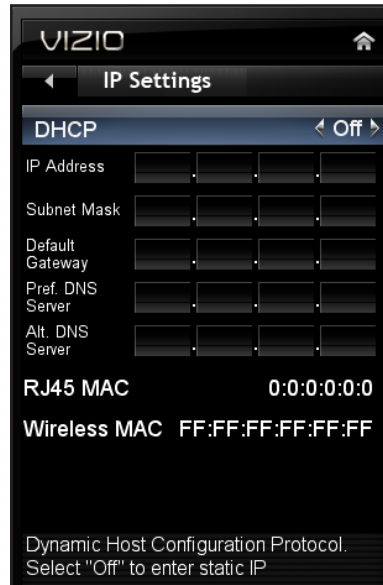 VIZIO
IP Settings
DHCP Off
IP Address . . .
Subnet Mask . . .
Default
Gateway . . .
Pref. DNS
Server . . .
Alt. DNS
Server . . .
RJ45 MAC 0:0:0:0:0:0
Wireless MAC FF:FF:FF:FF:FF:FF
Dynamic Host Configuration Protocol.
Select "Off" to enter static IP